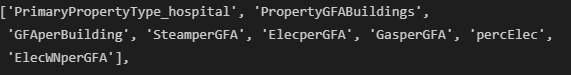 ['PrimaryPropertyType_hospital', 'PropertyGFABuildings',
'GFAperBuilding', 'SteamperGFA', 'ElecperGFA', 'GasperGFA', 'percElec',
'ElecWNperGFA'],